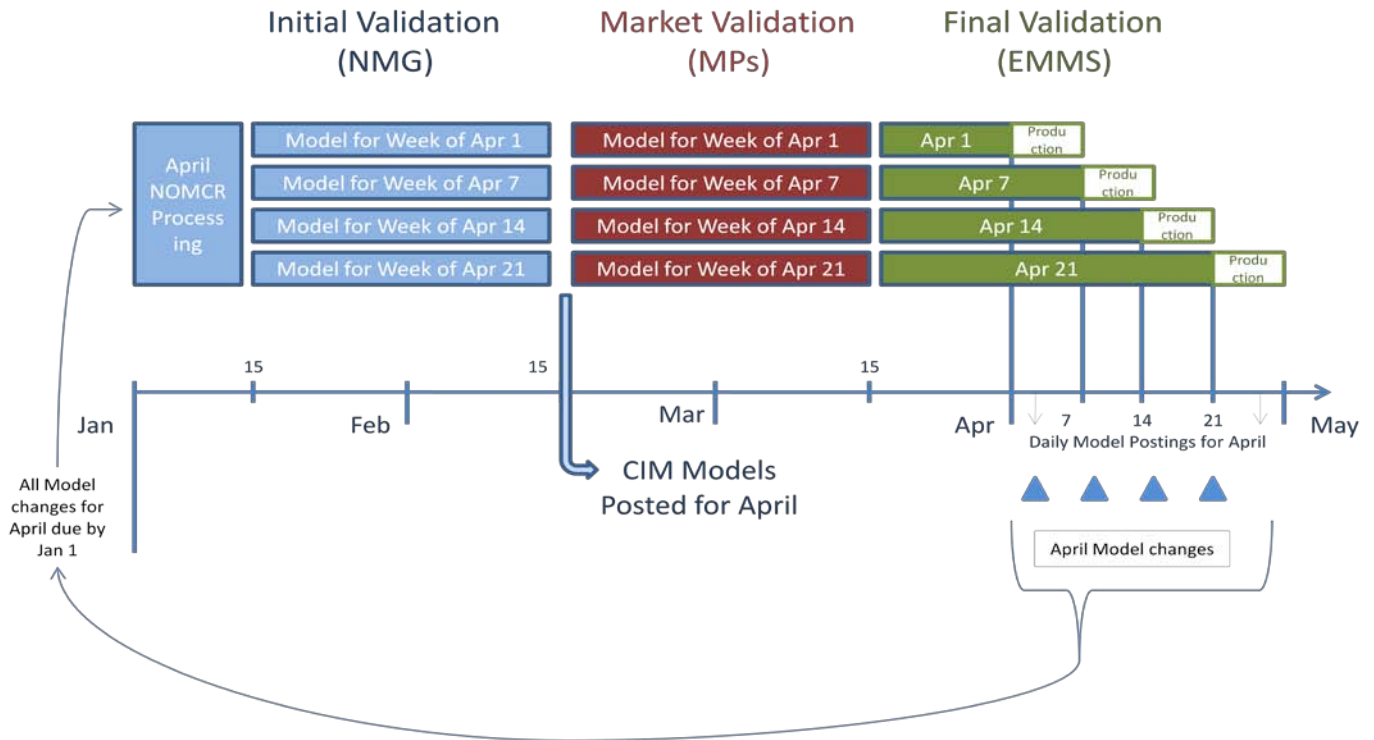 Initial Validation
(NMG)
Market Validation
(MPs)
Final Validation
(EMMS)
April
NOMCR
Process
ing
Model for Week of Apr 1
Model for Week of Apr 7
Model for Week of Apr 14
Model for Week of Apr 21
Model for Week of Apr 1
Model for Week of Apr 7
Model for Week of Apr 14
Model for Week of Apr 21
Apr 1
Produ
ction
Apr 7
Produ
ction
Apr 14
Produ
ction
Apr 21
Produ
ction
15
15
15
Jan
Feb
Mar
Apr
7
14
21
May
Daily Model Postings for April
CIM Models
Posted for April
All Model
changes for
April due by
Jan 1
April Model changes